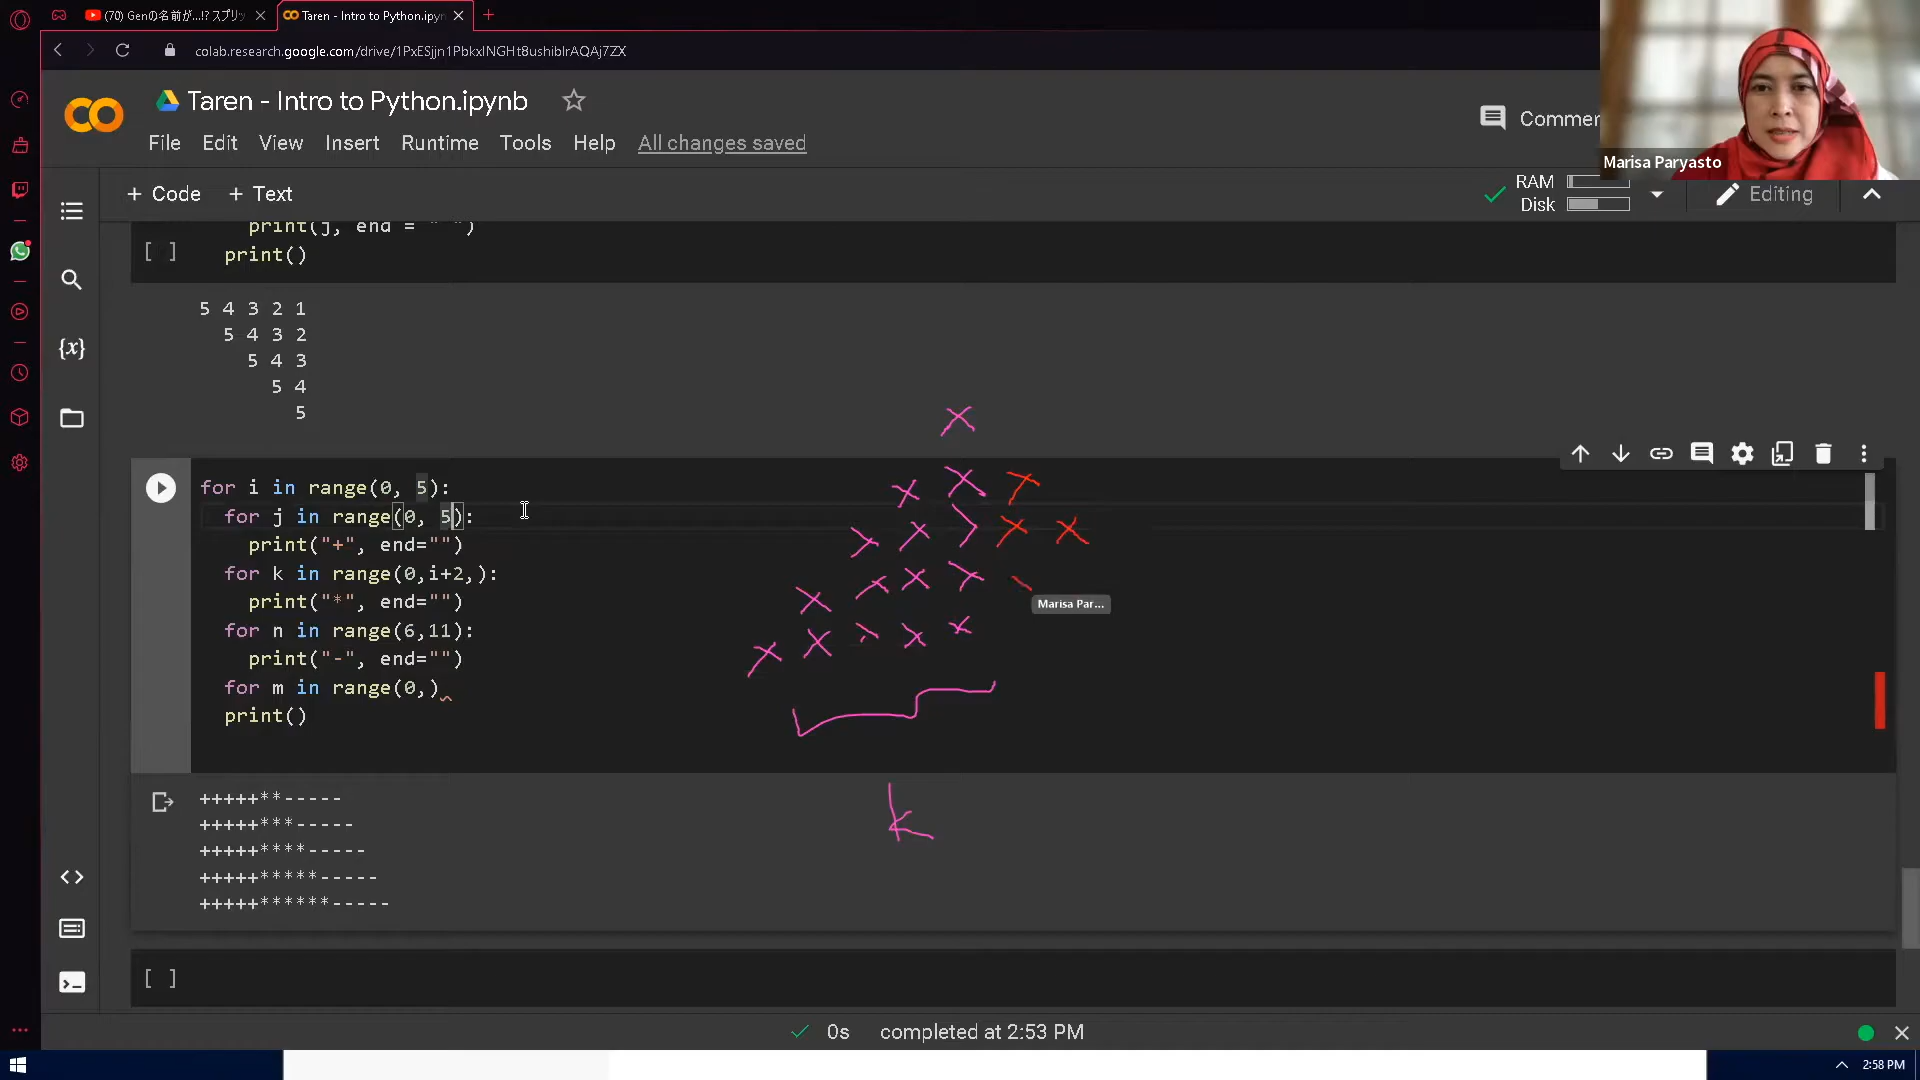 (70) Genの名前が...!? スプリッ
Taren - Intro to Python.ipyn
colab.research.google.com/drive/1PxESjjn1PbkxlNGHt8ushiblrAQAj7ZX
Taren - Intro to Python.ipynb
Commen
File Edit View Insert Runtime Tools Help All changes saved
Marisa Paryasto
+ Code + Text
RAM
Disk
Editing
print(j, end = " ")
[ ] print()
5 4 3 2 1
5 4 3 2
5 4 3
5 4
5
for i in range(0, 5):
for j in range(0, 5):
print("+", end="")
for k in range(0,i+2,):
print("*", end="")
for n in range(6,11):
print("-", end="")
for m in range(0,)
print()
X
X X X
X X X X X
X X X X
X X X X X
Marisa Par...
k
+++++**-----
+++++***-----
+++++****-----
+++++*****-----
+++++******-----
[ ]
0s completed at 2:53 PM
2:58 PM